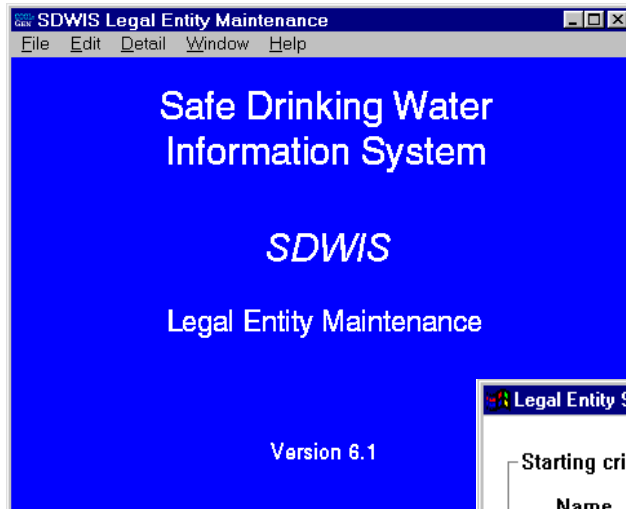 SDWIS Legal Entity Maintenance
File Edit Detail Window Help
Safe Drinking Water
Information System
SDWIS
Legal Entity Maintenance
Version 6.1
Legal Entity S
Starting cri
Name